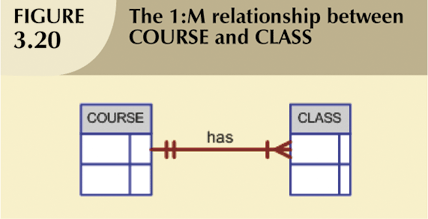 FIGURE
3.20
The 1:M relationship between
COURSE and CLASS
COURSE
has
CLASS